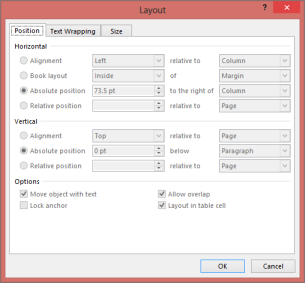 Layout
?
Position Text Wrapping Size
Horizontal
Alignment Left relative to Column
Book layout Inside of Margin
Absolute position 73.5 pt to the right of Column
Relative position relative to Page
Vertical
Alignment Top relative to Page
Absolute position 0 pt below Paragraph
Relative position relative to Page
Options
Move object with text Allow overlap
Lock anchor Layout in table cell
OK Cancel